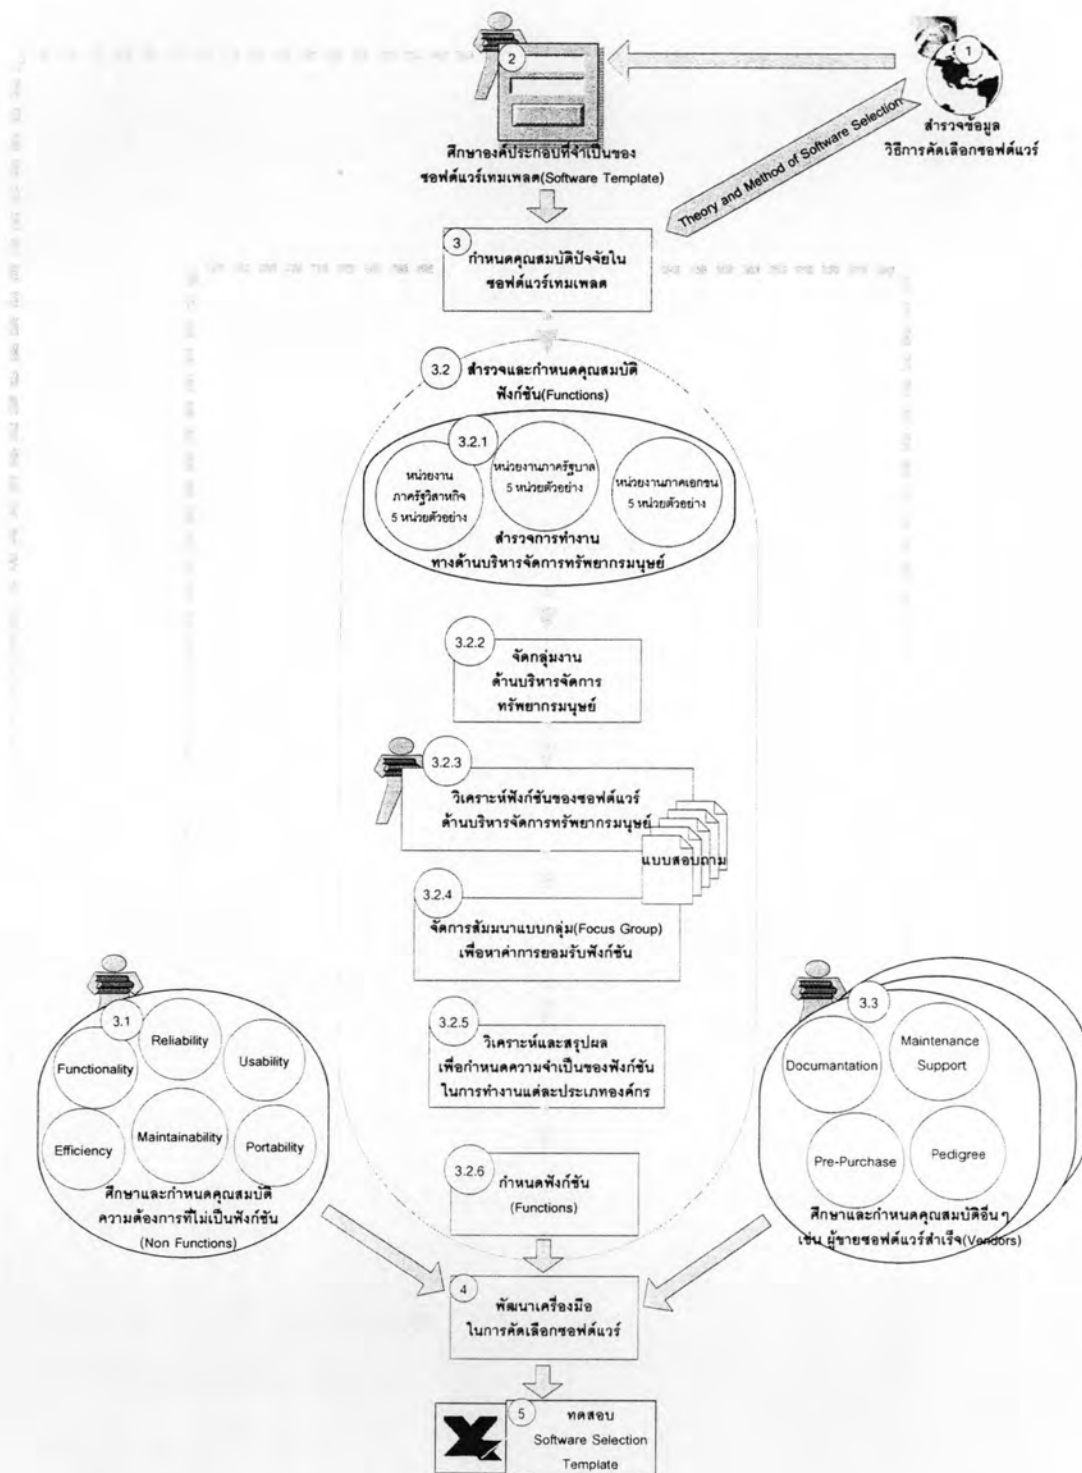 1
สำรวจข้อมูล
วิธีการคัดเลือกซอฟต์แวร์
Theory and Method of Software Selection
2
ศึกษาองค์ประกอบที่จำเป็นของ
ซอฟต์แวร์เทมเพลต(Software Template)
3
กำหนดคุณสมบัติปัจจัยใน
ซอฟต์แวร์เทมเพลต
3.2
สำรวจและกำหนดคุณสมบัติ
ฟังก์ชัน(Functions)
3.2.1
หน่วยงาน
ภาครัฐวิสาหกิจ
5 หน่วยตัวอย่าง
หน่วยงานภาครัฐบาล
5 หน่วยตัวอย่าง
หน่วยงานภาคเอกชน
5 หน่วยตัวอย่าง
สำรวจการทำงาน
ทางด้านบริหารจัดการทรัพยากรมนุษย์
3.2.2
จัดกลุ่มงาน
ด้านบริหารจัดการ
ทรัพยากรมนุษย์
3.2.3
วิเคราะห์ฟังก์ชันของซอฟต์แวร์
ด้านบริหารจัดการทรัพยากรมนุษย์
แบบสอบถาม
3.2.4
จัดการสัมมนาแบบกลุ่ม(Focus Group)
เพื่อหาค่าการยอมรับฟังก์ชัน
3.2.5
วิเคราะห์และสรุปผล
เพื่อกำหนดความจำเป็นของฟังก์ชัน
ในการทำงานแต่ละประเภทองค์กร
3.2.6
กำหนดฟังก์ชัน
(Functions)
3.1
Functionality
Reliability
Usability
Efficiency
Maintainability
Portability
ศึกษาและกำหนดคุณสมบัติ
ความต้องการที่ไม่เป็นฟังก์ชัน
(Non Functions)
3.3
Documantation
Maintenance
Support
Pre-Purchase
Pedigree
ศึกษาและกำหนดคุณสมบัติอื่นๆ
เช่น ผู้ขายซอฟต์แวร์สำเร็จ(Vendors)
4
พัฒนาเครื่องมือ
ในการคัดเลือกซอฟต์แวร์
5
ทดสอบ
Software Selection
Template